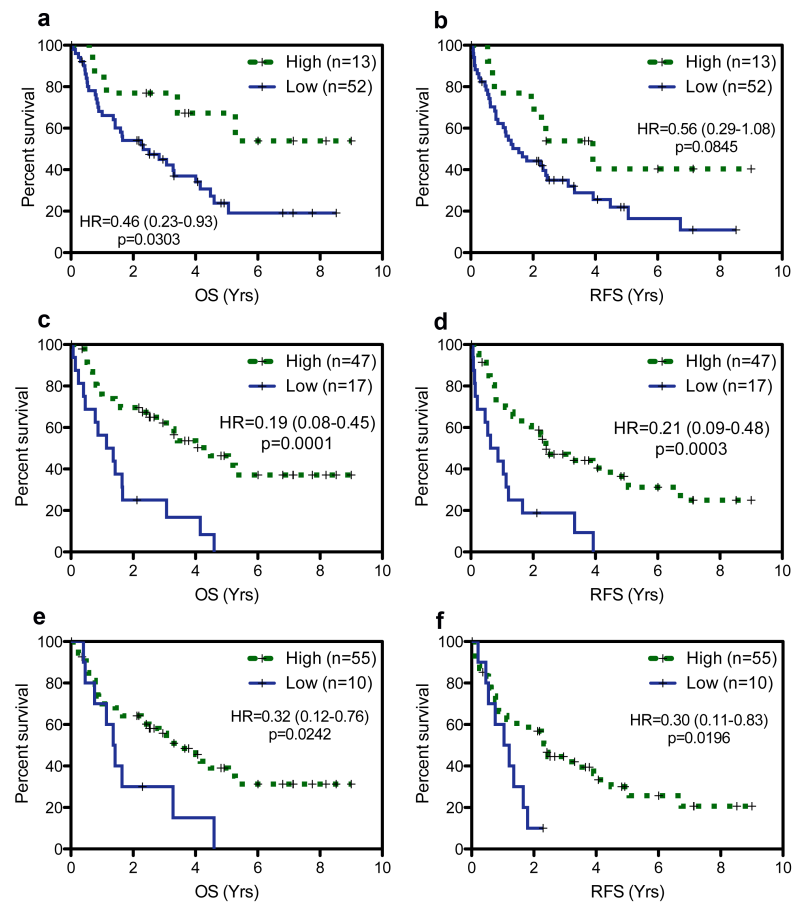 a
100
80
60
40
20
0
Percent survival
High (n=13)
Low (n=52)
HR=0.46 (0.23-0.93)
p=0.0303
0 2 4 6 8 10
OS (Yrs)
b
100
80
60
40
20
0
Percent survival
High (n=13)
Low (n=52)
HR=0.56 (0.29-1.08)
p=0.0845
0 2 4 6 8 10
RFS (Yrs)
c
100
80
60
40
20
0
Percent survival
High (n=47)
Low (n=17)
HR=0.19 (0.08-0.45)
p=0.0001
0 2 4 6 8 10
OS (Yrs)
d
100
80
60
40
20
0
Percent survival
HIgh (n=47)
Low (n=17)
HR=0.21 (0.09-0.48)
p=0.0003
0 2 4 6 8 10
RFS (Yrs)
e
100
80
60
40
20
0
Percent survival
High (n=55)
Low (n=10)
HR=0.32 (0.12-0.76)
p=0.0242
0 2 4 6 8 10
OS (Yrs)
f
100
80
60
40
20
0
Percent survival
High (n=55)
Low (n=10)
HR=0.30 (0.11-0.83)
p=0.0196
0 2 4 6 8 10
RFS (Yrs)